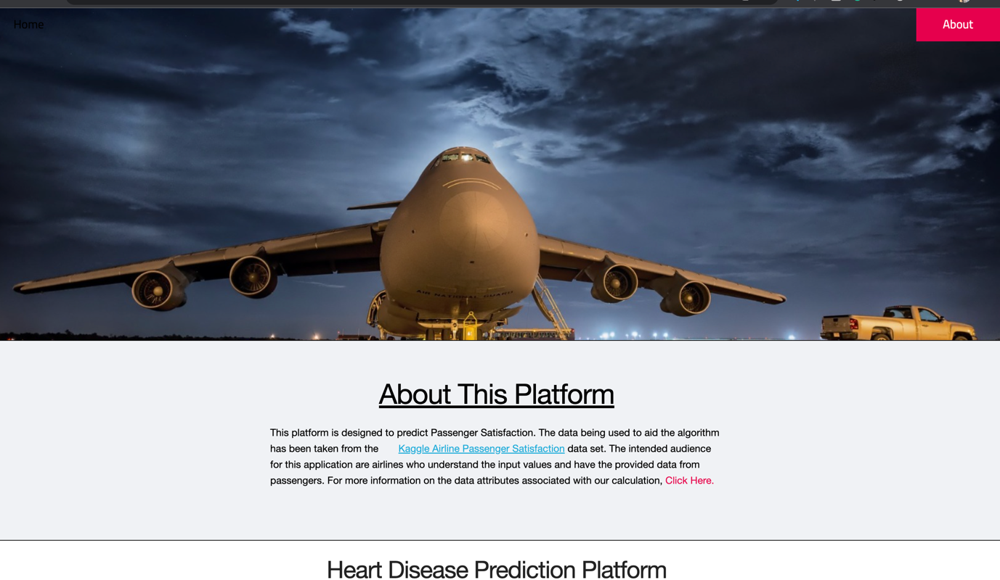 Home
About
AIR NATIONAL GUARD
About This Platform
This platform is designed to predict Passenger Satisfaction. The data being used to aid the algorithm
has been taken from the Kaggle Airline Passenger Satisfaction data set. The intended audience
for this application are airlines who understand the input values and have the provided data from
passengers. For more information on the data attributes associated with our calculation, Click Here.
Heart Disease Prediction Platform